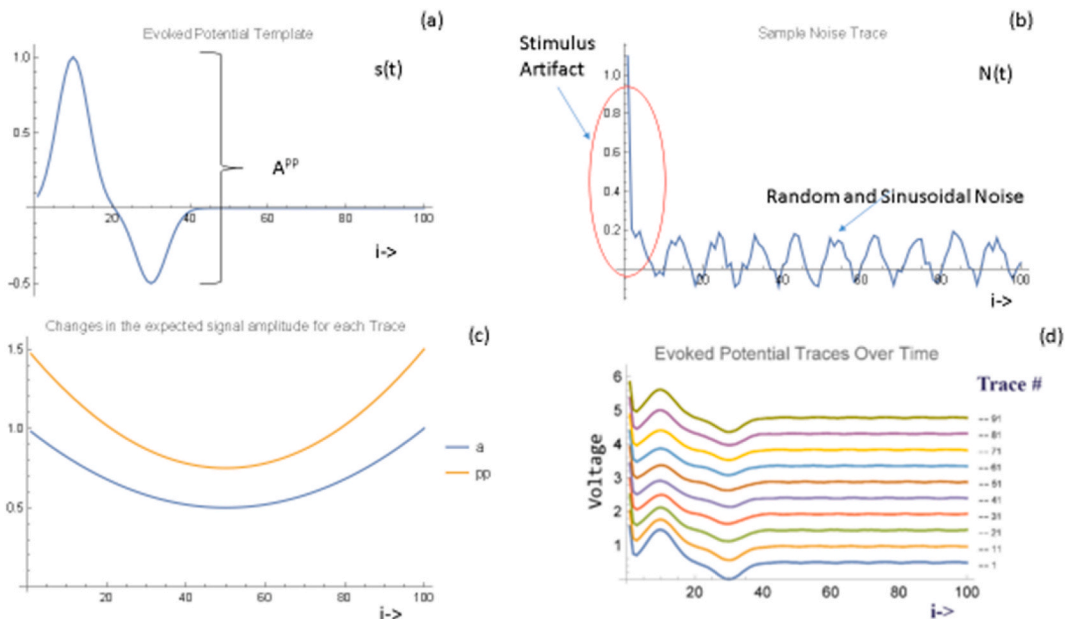 (a)
Evoked Potential Template
s(t)
1.0
0.5
-0.5
20
40
60
80
100
A^PP
i->
(b)
Sample Noise Trace
Stimulus
Artifact
N(t)
1.0
0.8
0.6
0.4
0.2
Random and Sinusoidal Noise
20
40
60
80
100
i->
(c)
Changes in the expected signal amplitude for each Trace
1.5
1.0
0.5
a
pp
0
20
40
60
80
100
i->
(d)
Evoked Potential Traces Over Time
Trace #
Voltage
6
5
4
3
2
1
-- 91
-- 81
-- 71
-- 61
-- 51
-- 41
-- 31
-- 21
-- 11
-- 1
0
20
40
60
80
100
i->